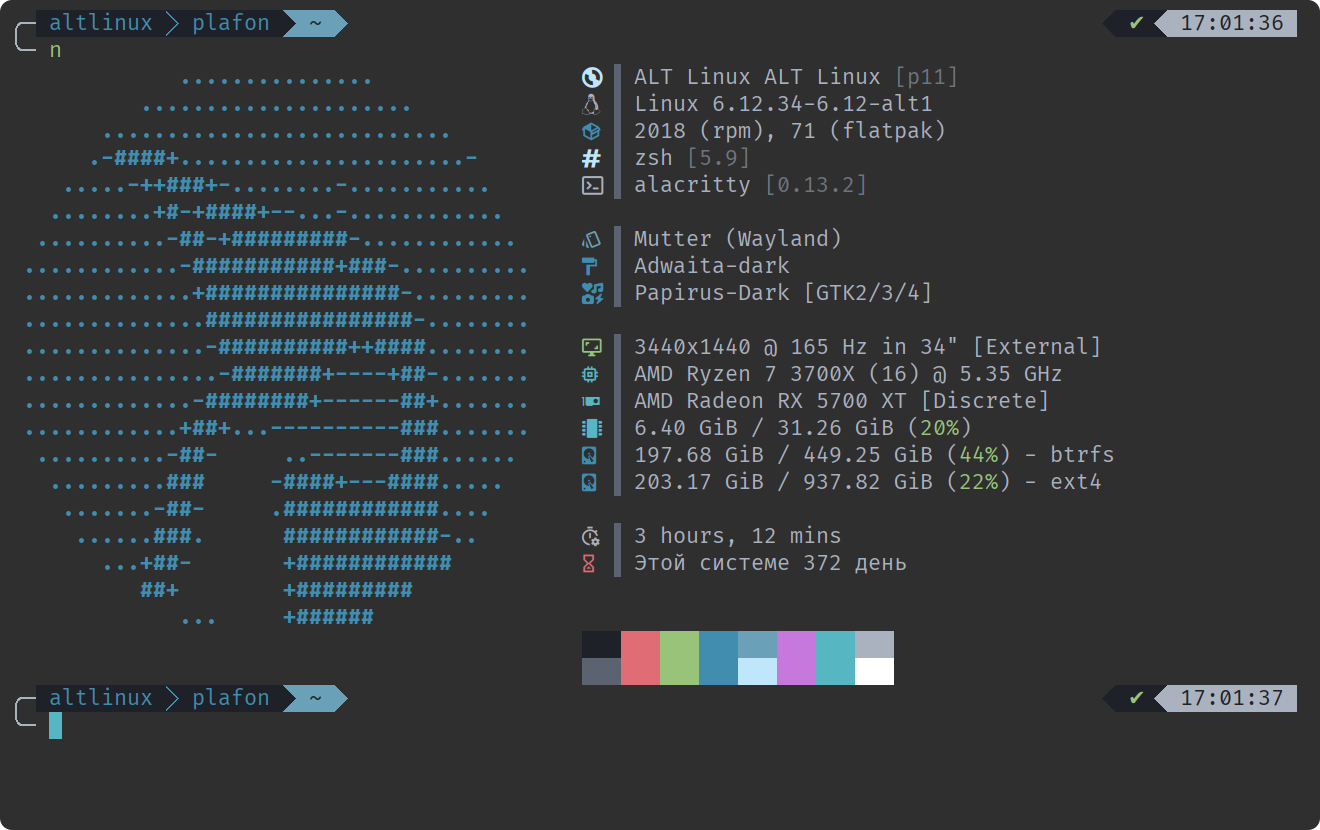 altlinux plafon ~ ✔ 17:01:36
n
ALT Linux ALT Linux [p11]
Linux 6.12.34-6.12-alt1
2018 (rpm), 71 (flatpak)
zsh [5.9]
alacritty [0.13.2]
Mutter (Wayland)
Adwaita-dark
Papirus-Dark [GTK2/3/4]
3440x1440 @ 165 Hz in 34" [External]
AMD Ryzen 7 3700X (16) @ 5.35 GHz
AMD Radeon RX 5700 XT [Discrete]
6.40 GiB / 31.26 GiB (20%)
197.68 GiB / 449.25 GiB (44%) - btrfs
203.17 GiB / 937.82 GiB (22%) - ext4
3 hours, 12 mins
Этой системе 372 день
altlinux plafon ~ ✔ 17:01:37